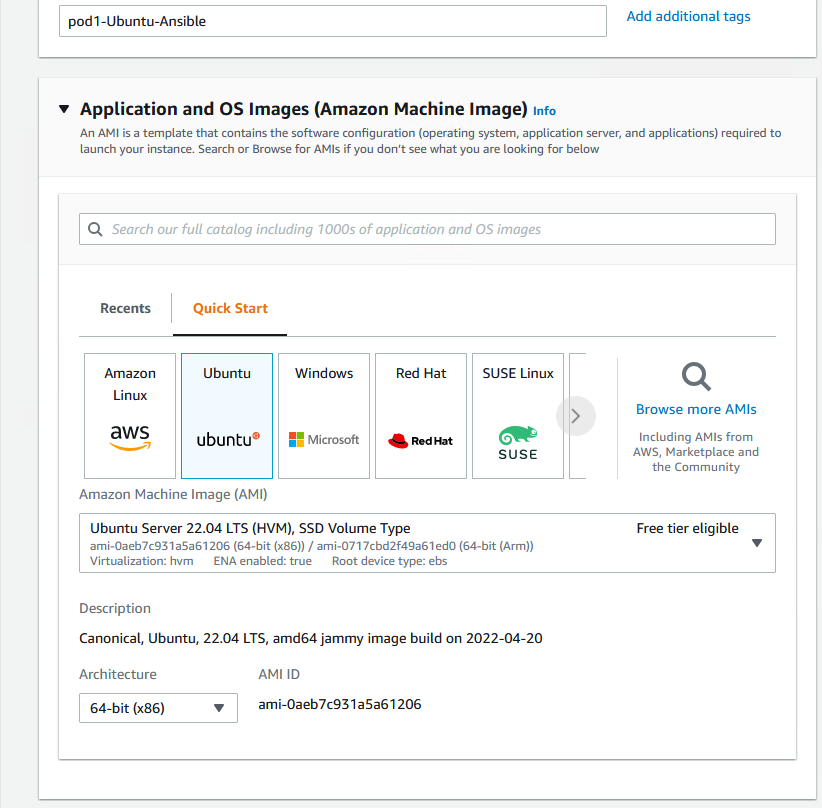 pod1-Ubuntu-Ansible
Add additional tags
Application and OS Images (Amazon Machine Image) Info
An AMI is a template that contains the software configuration (operating system, application server, and applications) required to
launch your instance. Search or Browse for AMIs if you don't see what you are looking for below
Search our full catalog including 1000s of application and OS images
Recents
Quick Start
Amazon
Linux
aws
Ubuntu
ubuntu
Windows
Microsoft
Red Hat
Red Hat
SUSE Linux
SUSE
Browse more AMIs
Including AMIs from
AWS, Marketplace and
the Community
Amazon Machine Image (AMI)
Ubuntu Server 22.04 LTS (HVM), SSD Volume Type
Free tier eligible
ami-0aeb7c931a5a61206 (64-bit (x86)) / ami-0717cbd2f49a61ed0 (64-bit (Arm))
Virtualization: hvm ENA enabled: true Root device type: ebs
Description
Canonical, Ubuntu, 22.04 LTS, amd64 jammy image build on 2022-04-20
Architecture
AMI ID
64-bit (x86)
ami-0aeb7c931a5a61206